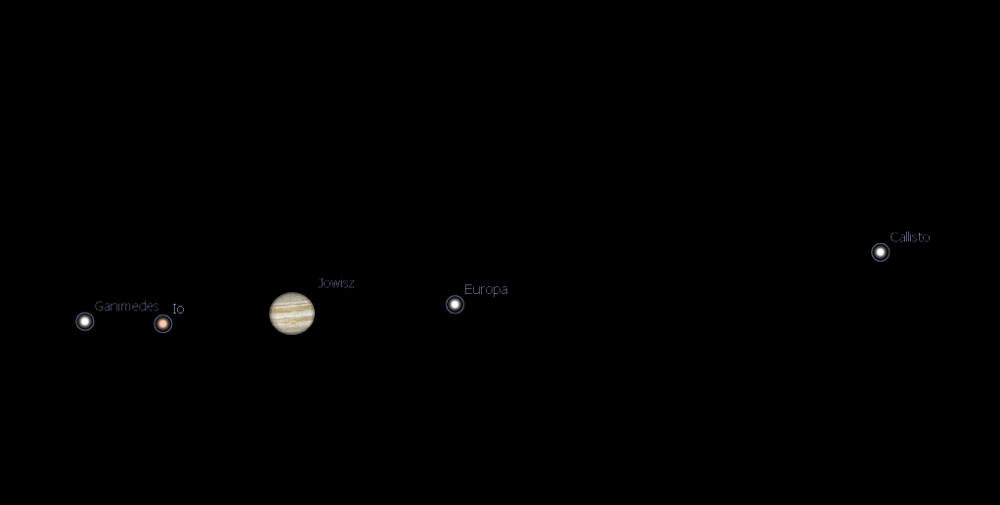 Callisto
Jowisz
Europa
Ganimedes
Io